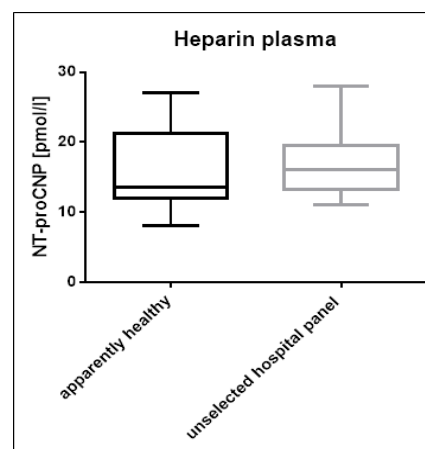 Heparin plasma
NT-proCNP [pmol/l]
30
20
10
0
apparently healthy
unselected hospital panel